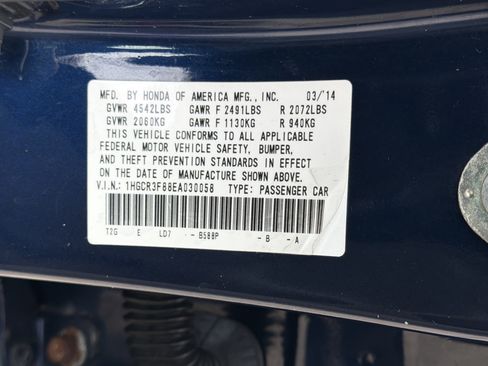 MFD. BY HONDA OF AMERICA MFG., INC. 03/'14
GVWR 4542LBS GAWR F 2491LBS R 2072LBS
GVWR 2060KG GAWR F 1130KG R 940KG
THIS VEHICLE CONFORMS TO ALL APPLICABLE
FEDERAL MOTOR VEHICLE SAFETY, BUMPER,
AND THEFT PREVENTION STANDARDS IN EFFECT
ON THE DATE OF MANUFACTURE SHOWN ABOVE.
V.I.N.: 1HGCR3F88EA030058 TYPE: PASSENGER CAR
T2G E LD7 - B588P - B - A